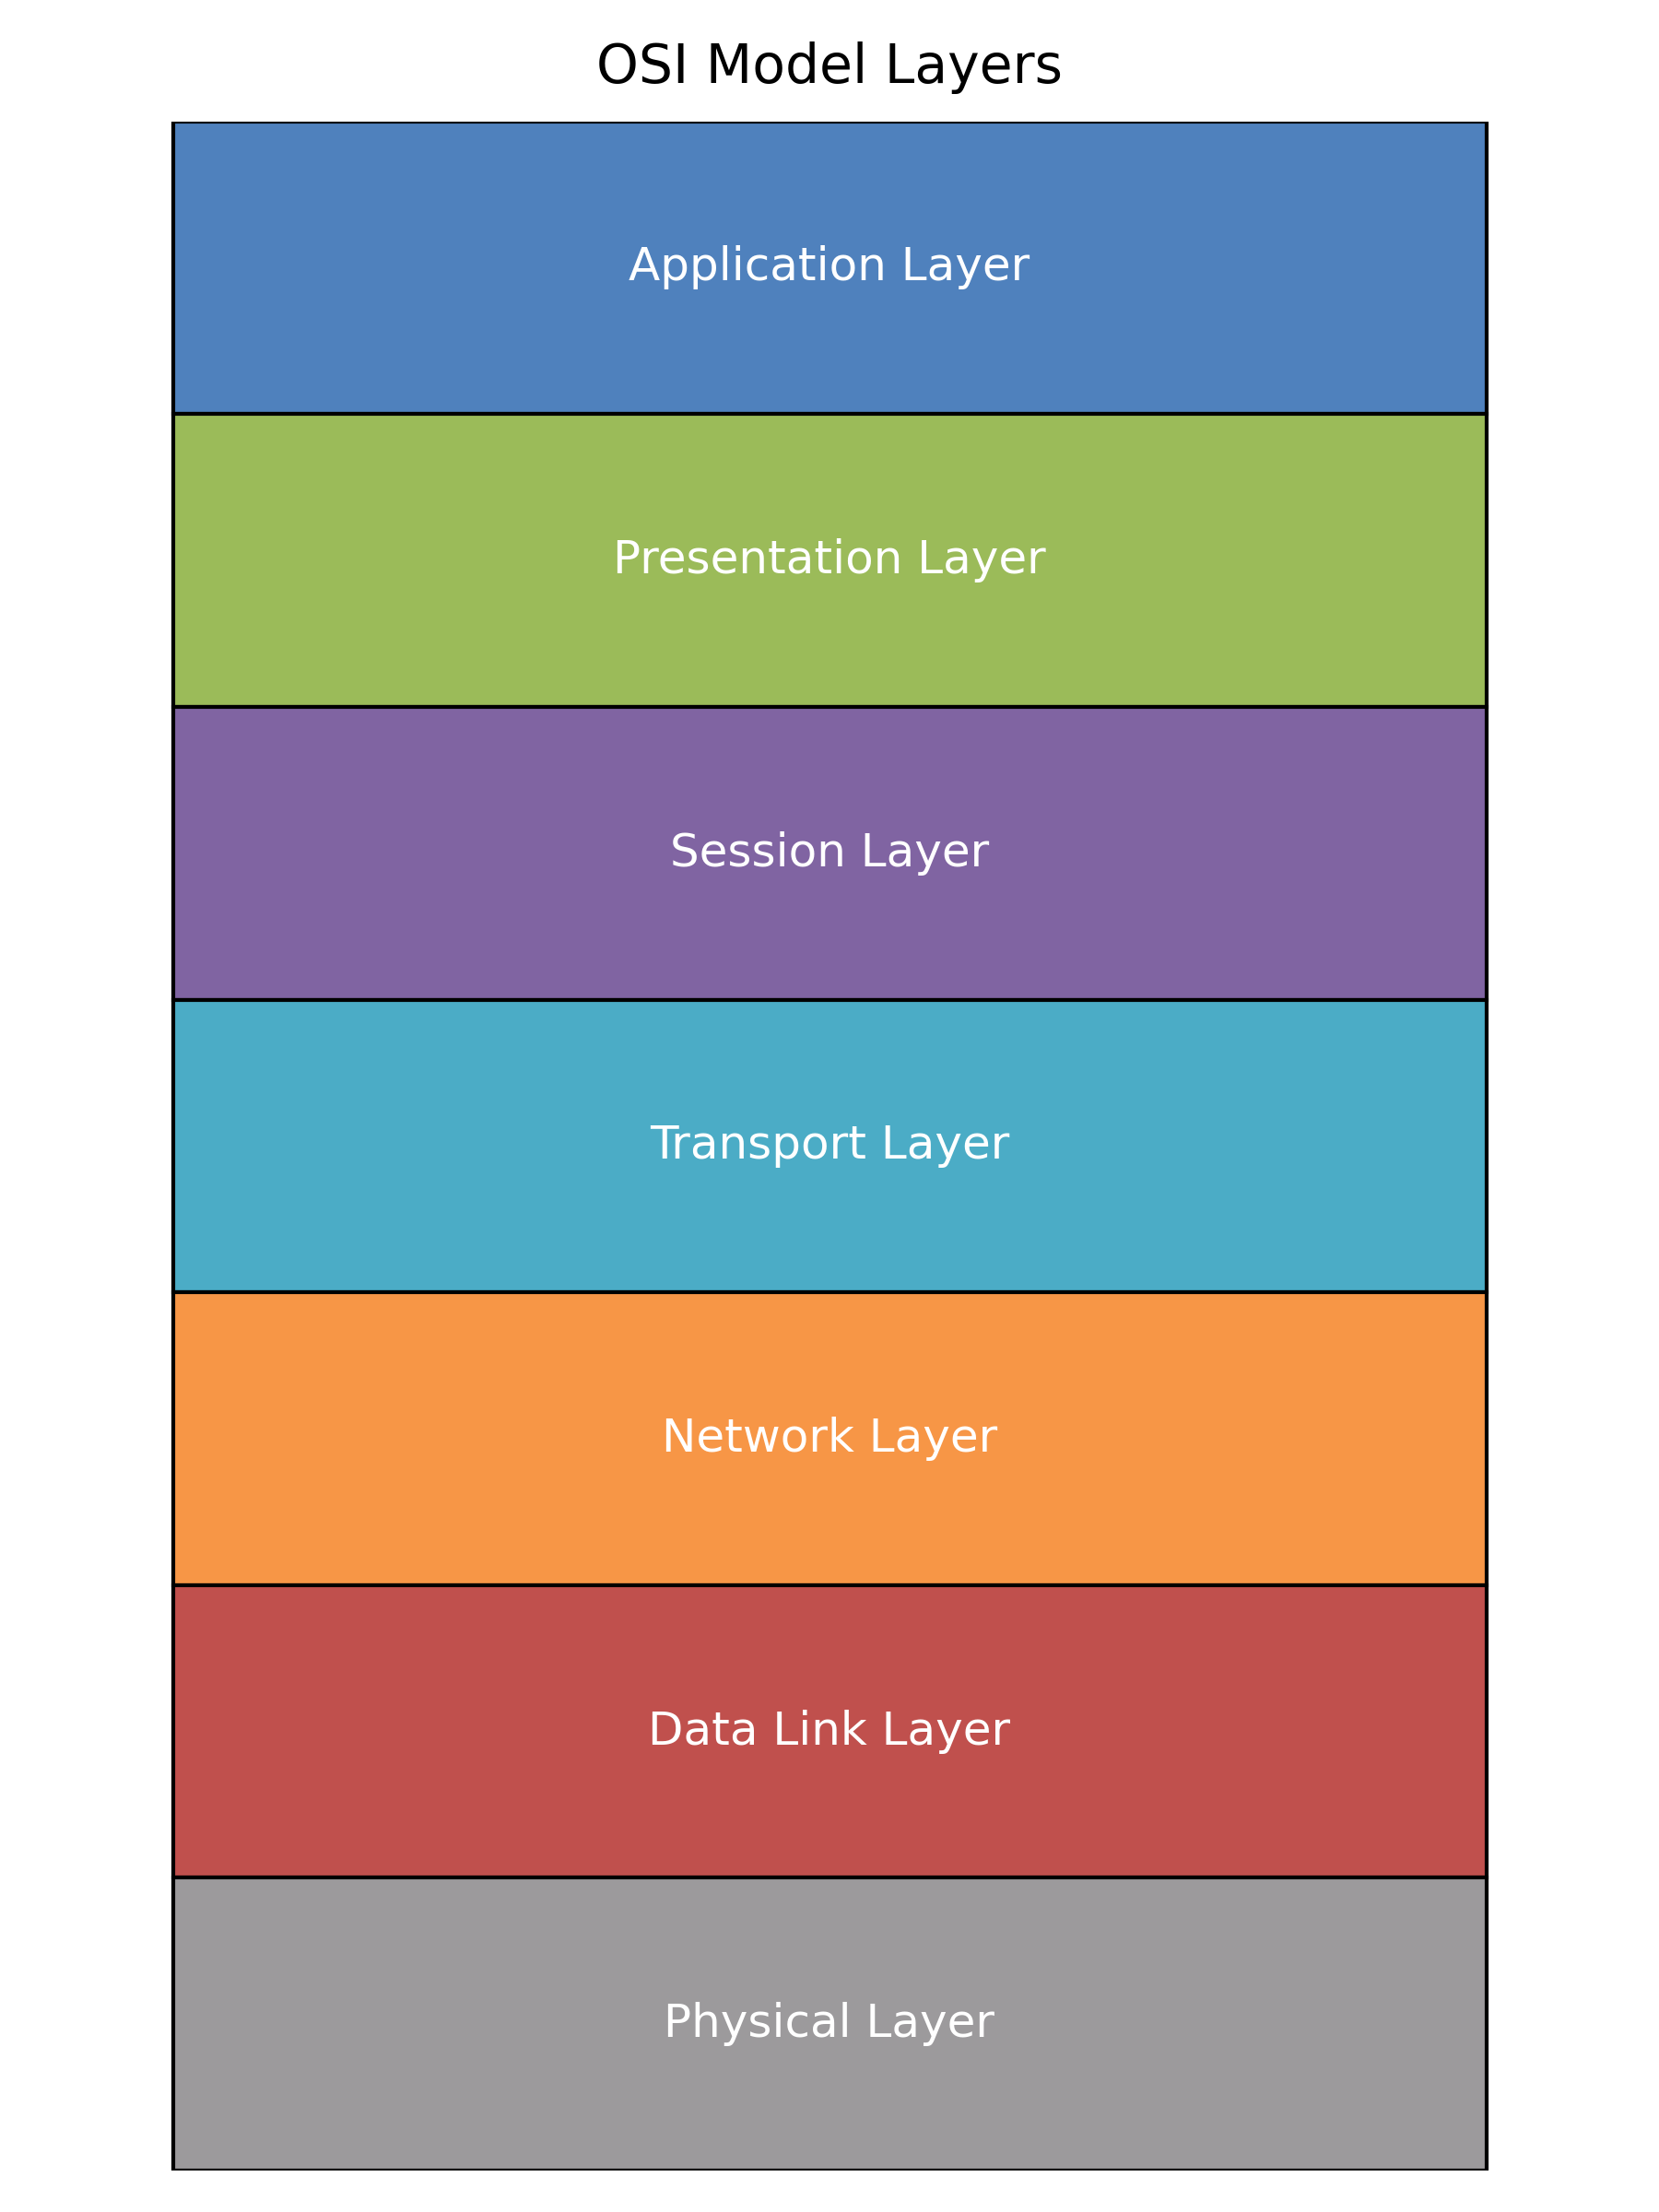 OSI Model Layers
Application Layer
Presentation Layer
Session Layer
Transport Layer
Network Layer
Data Link Layer
Physical Layer